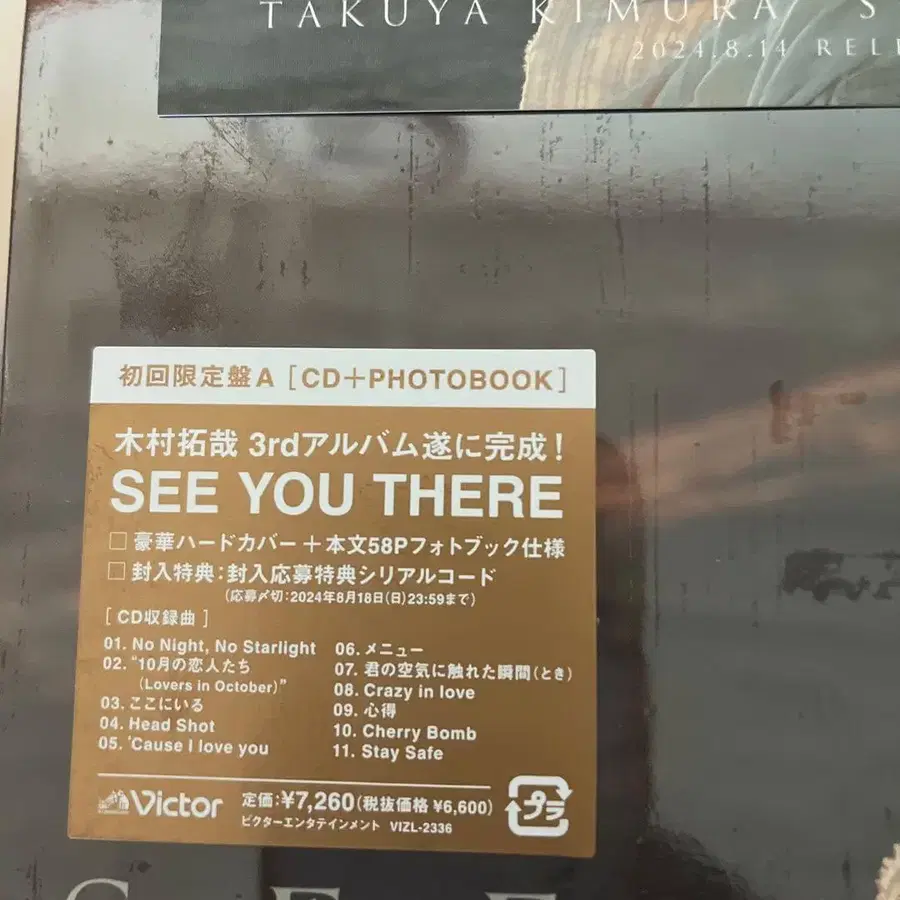 TAKUYA KIMURA S
2024.8.14 RELE
初回限定盤A [CD+PHOTOBOOK]
木村拓哉 3rdアルバム遂に完成!
SEE YOU THERE
□ 豪華ハードカバー+本文58Pフォトブック仕様
□ 封入特典:封入応募特典シリアルコード
(応募〆切:2024年8月18日(日)23:59まで)
[CD収録曲]
01. No Night, No Starlight
02. "10月の恋人たち
(Lovers in October)"
03. ここにいる
04. Head Shot
05. 'Cause I love you
06. メニュー
07. 君の空気に触れた瞬間(とき)
08. Crazy in love
09. 心得
10. Cherry Bomb
11. Stay Safe
Victor 定価:¥7,260(税抜価格 ¥6,600)
ビクターエンタテインメント VIZL-2336
プラ
S E E